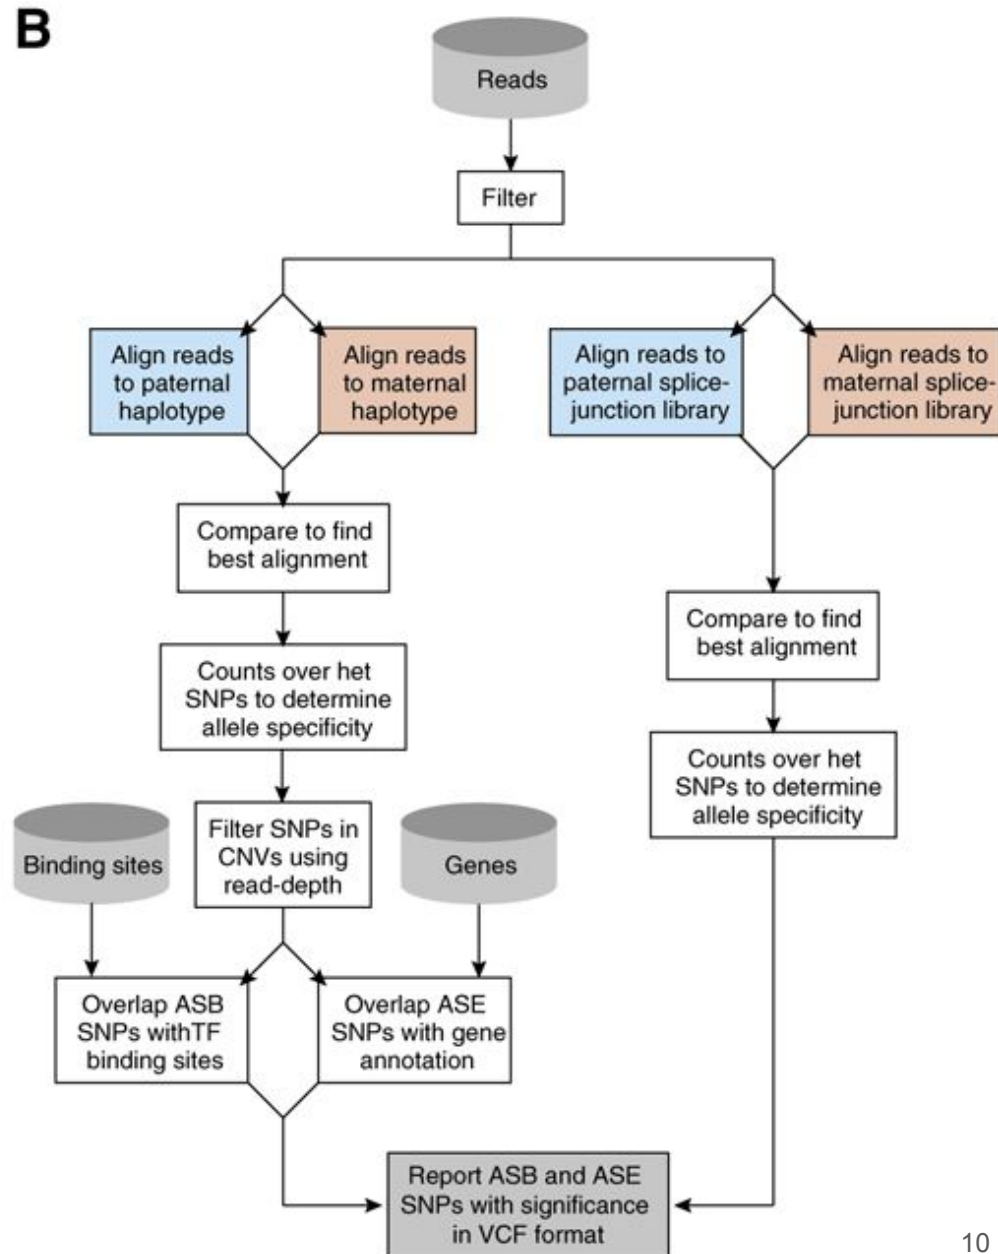 B
Reads
Filter
Align reads
to paternal
haplotype
Align reads
to maternal
haplotype
Align reads to
paternal splice-
junction library
Align reads to
maternal splice-
junction library
Compare to find
best alignment
Counts over het
SNPs to determine
allele specificity
Compare to find
best alignment
Counts over het
SNPs to determine
allele specificity
Binding sites
Filter SNPs in
CNVs using
read-depth
Genes
Overlap ASB
SNPs withTF
binding sites
Overlap ASE
SNPs with gene
annotation
Report ASB and ASE
SNPs with significance
in VCF format
10